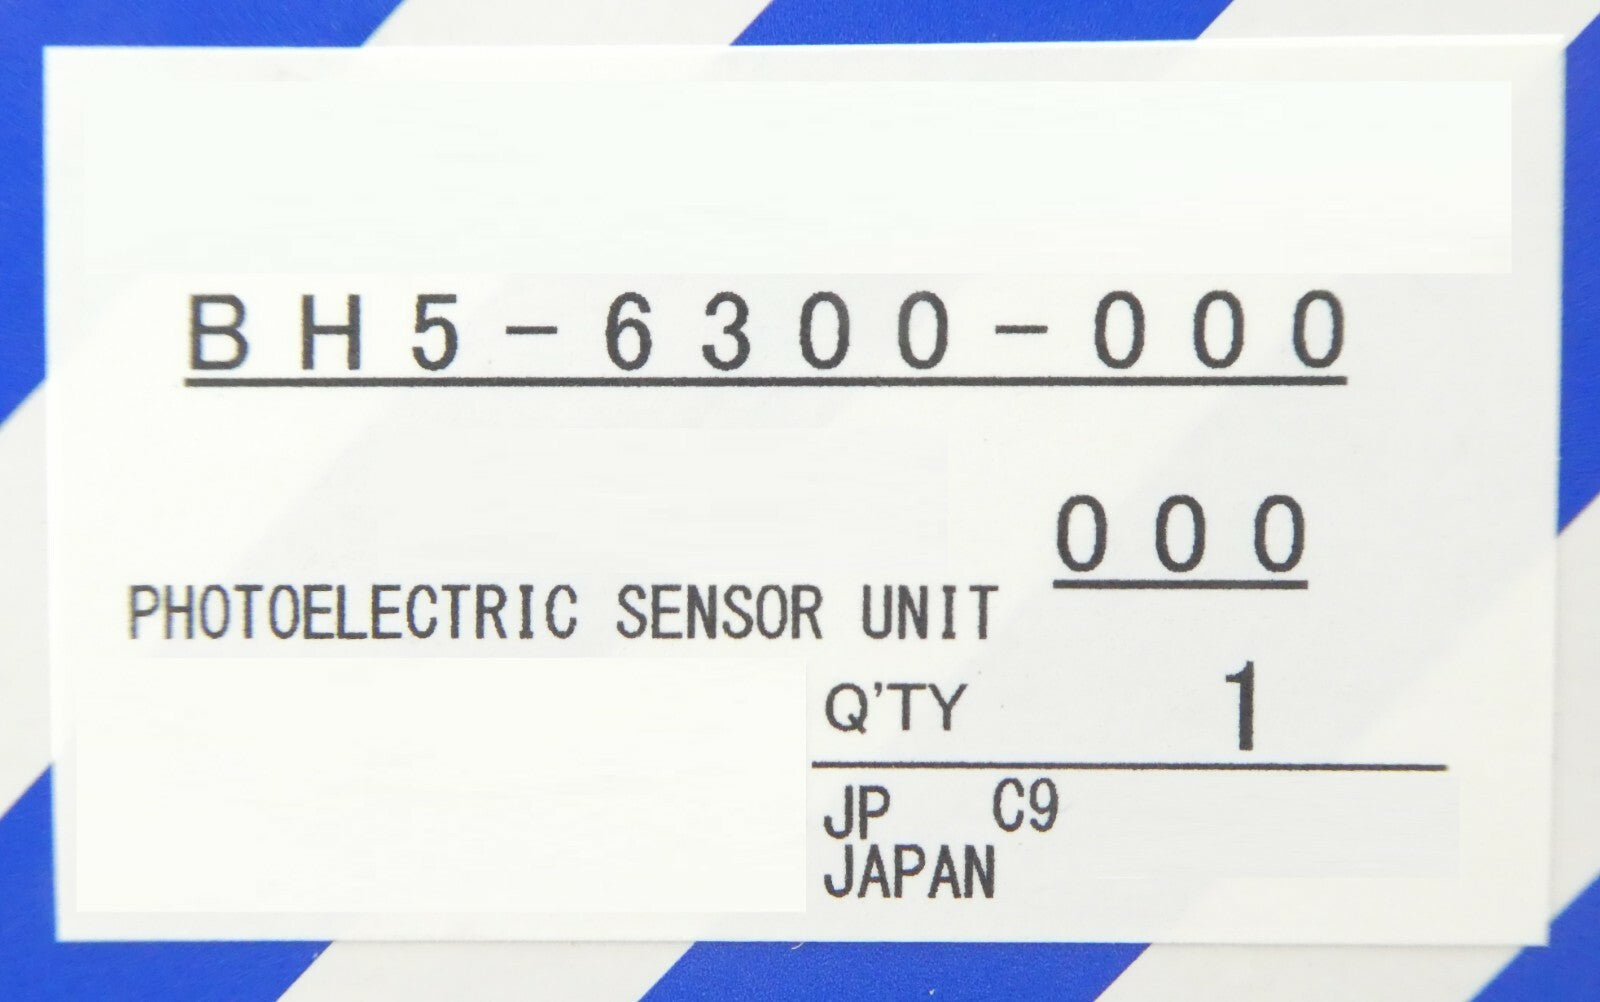 BH5-6300-000
000
PHOTOELECTRIC SENSOR UNIT
Q'TY 1
JP C9
JAPAN